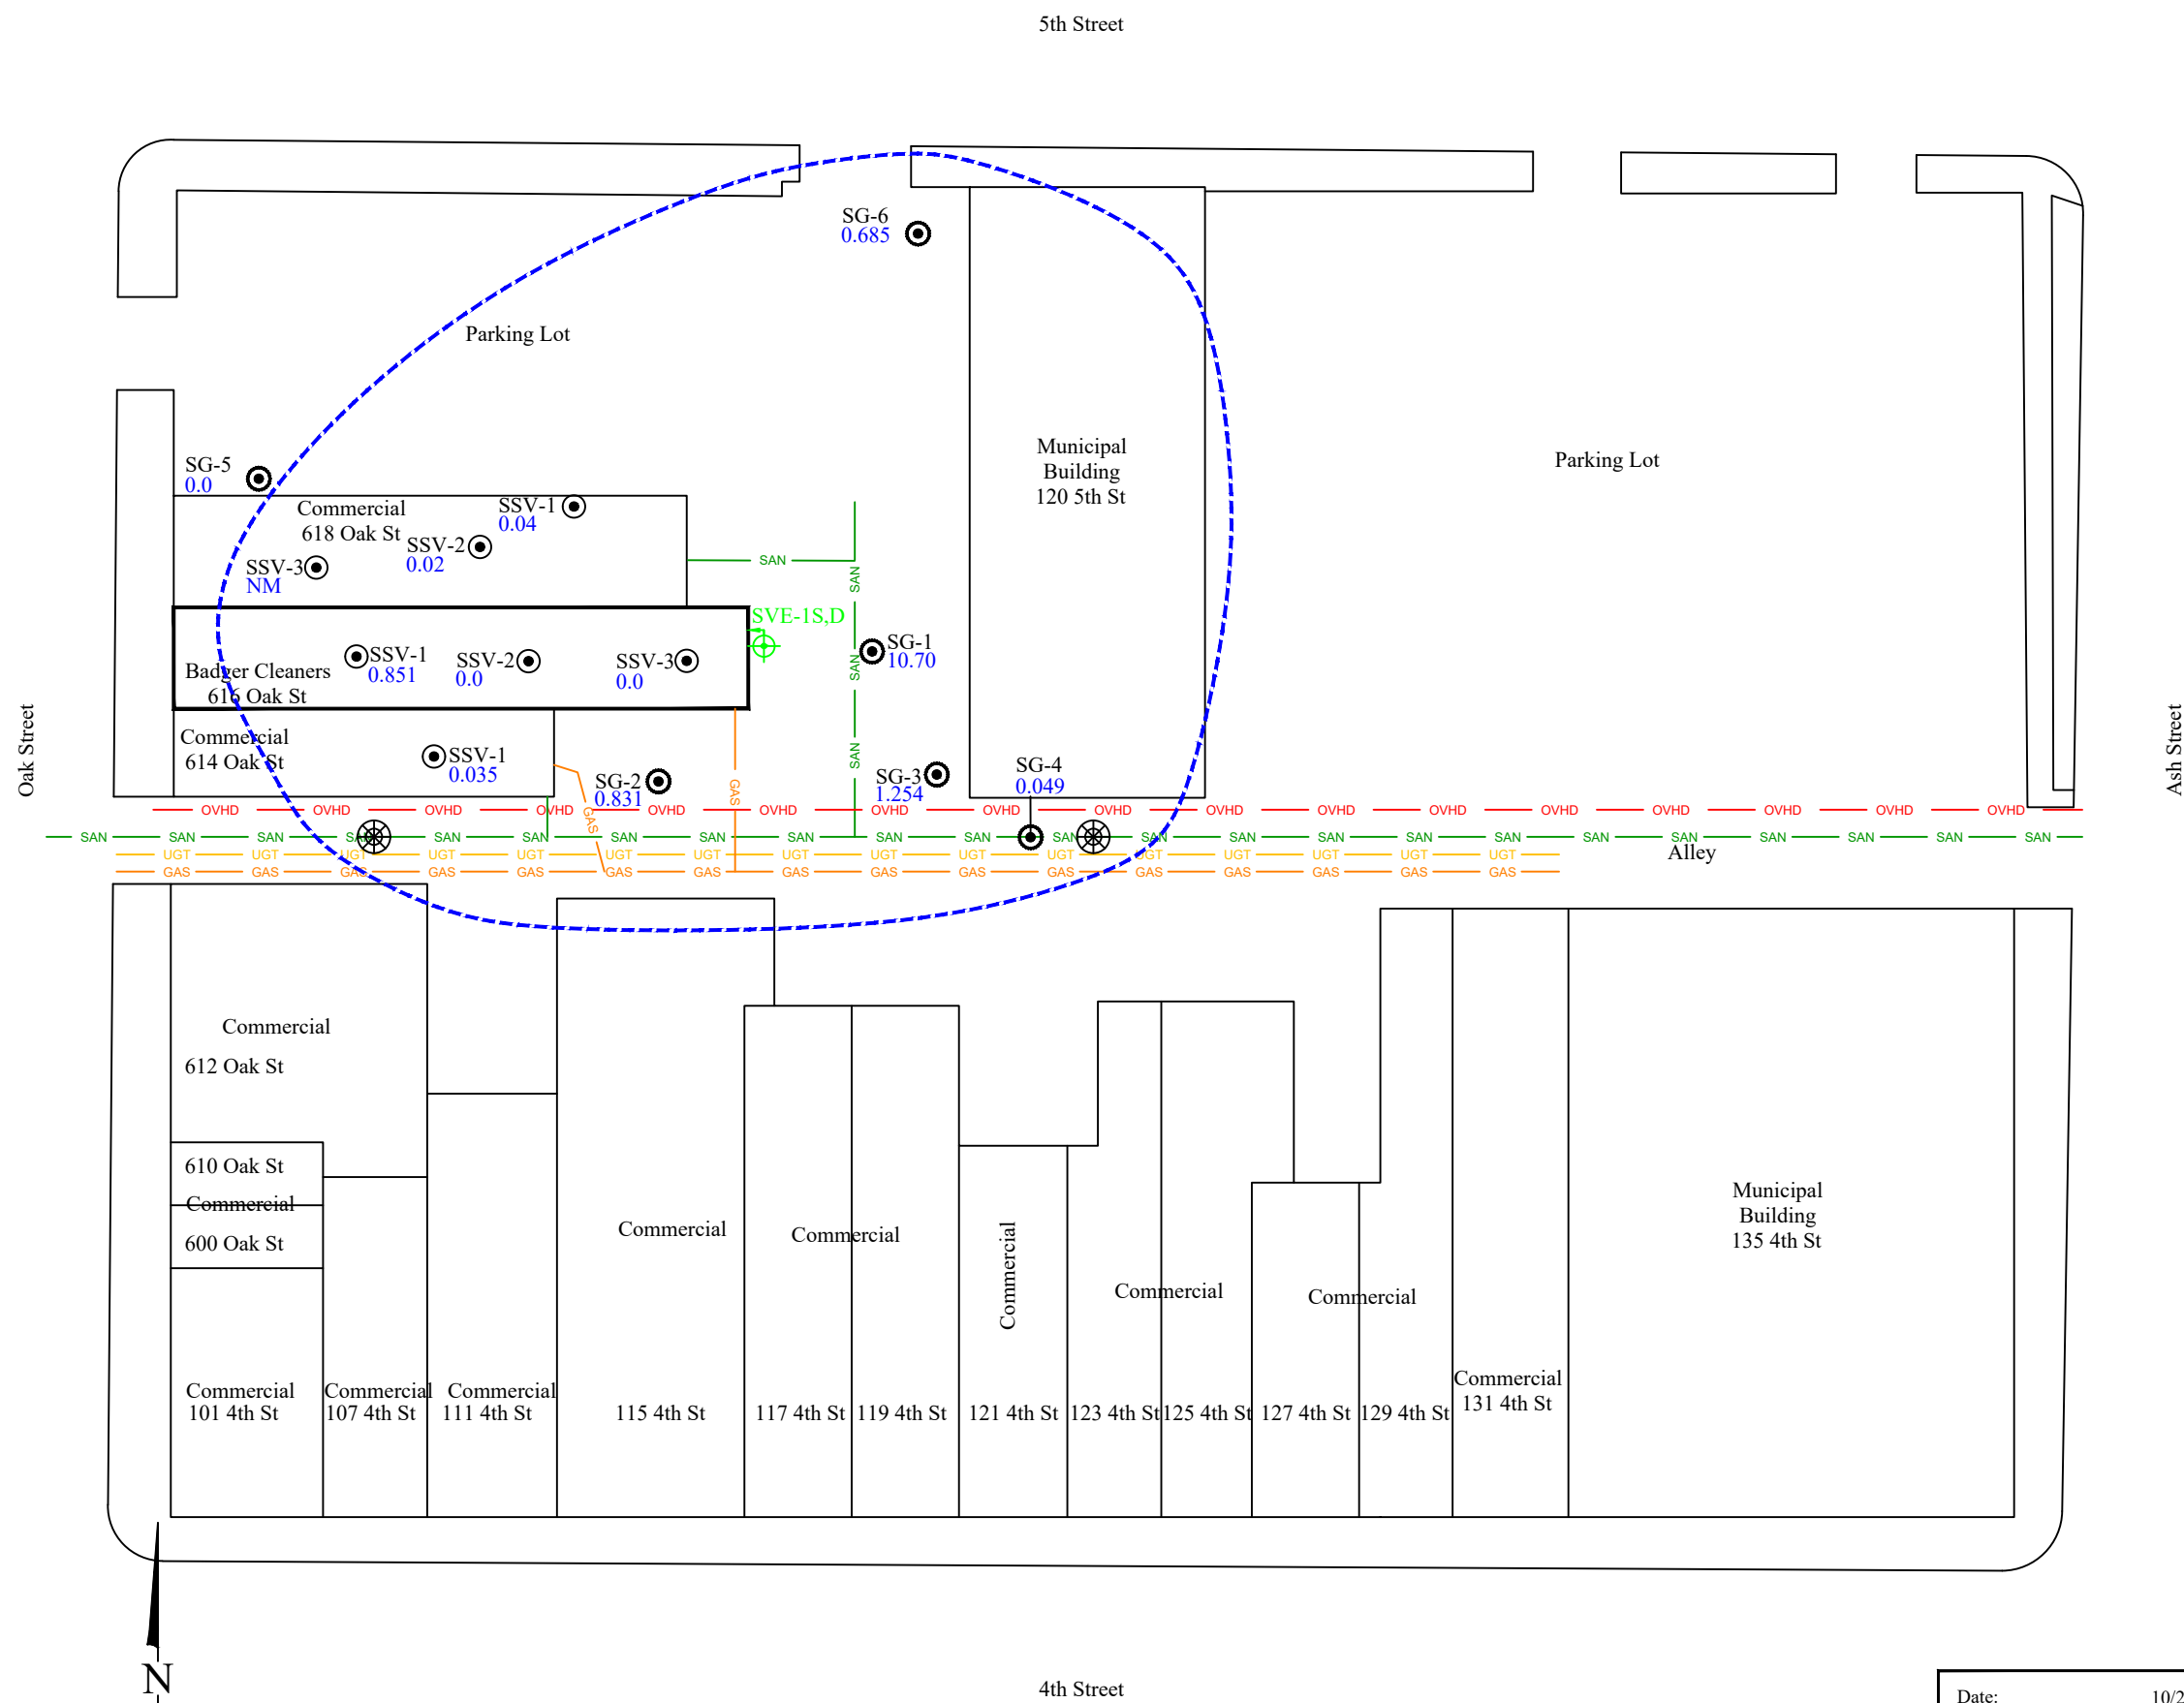 5th Street
SG-6
0.685
Parking Lot
Municipal
Building
120 5th St
Parking Lot
SG-5
0.0
Commercial
618 Oak St
SSV-1
0.04
SSV-2
0.02
SSV-3
NM
SAN
SAN
SVE-1S,D
SG-1
10.70
SAN
Badger Cleaners
616 Oak St
SSV-1
0.851
SSV-2
0.0
SSV-3
0.0
Commercial
614 Oak St
SSV-1
0.035
SAN
GAS
GAS
SG-2
0.831
SG-3
1.254
SG-4
0.049
Oak Street
Ash Street
OVHD OVHD OVHD OVHD OVHD OVHD OVHD OVHD OVHD OVHD OVHD OVHD OVHD OVHD OVHD OVHD OVHD
SAN SAN SAN SAN SAN SAN SAN SAN SAN SAN SAN SAN SAN SAN SAN SAN SAN SAN SAN SAN SAN SAN SAN
UGT UGT UGT UGT UGT UGT UGT UGT UGT UGT UGT UGT UGT UGT UGT UGT
Alley
GAS GAS GAS GAS GAS GAS GAS GAS GAS GAS GAS GAS GAS GAS GAS GAS
Commercial
612 Oak St
610 Oak St
Commercial
600 Oak St
Commercial
101 4th St
Commercial
107 4th St
Commercial
111 4th St
Commercial
115 4th St
Commercial
117 4th St
119 4th St
Commercial
121 4th St
Commercial
123 4th St
125 4th St
Commercial
127 4th St
129 4th St
Commercial
131 4th St
Municipal
Building
135 4th St
N
4th Street
Date: 10/2